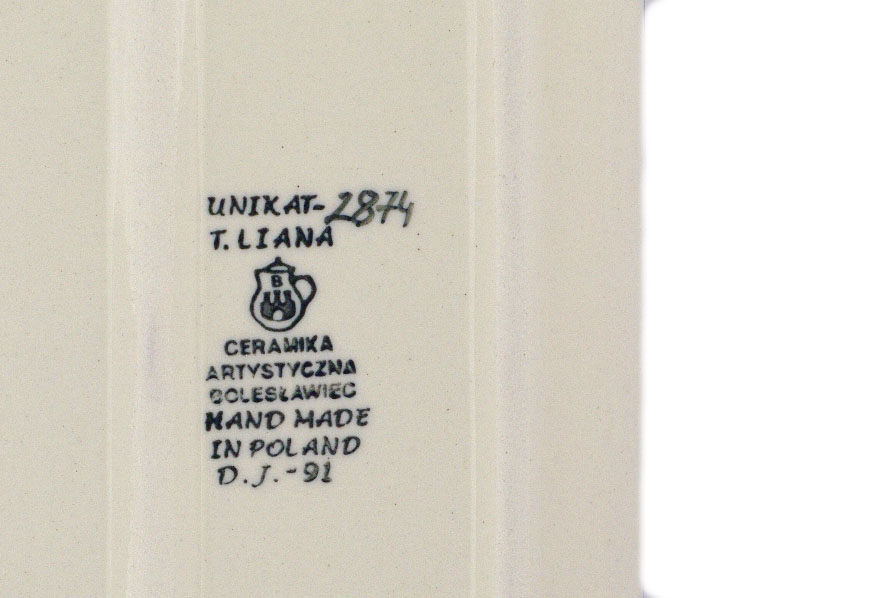 UNIKAT-2874
T. LIANA
B
CERAMIKA
ARTYSTYCZNA
BOLESŁAWIEC
HAND MADE
IN POLAND
D.J.-91